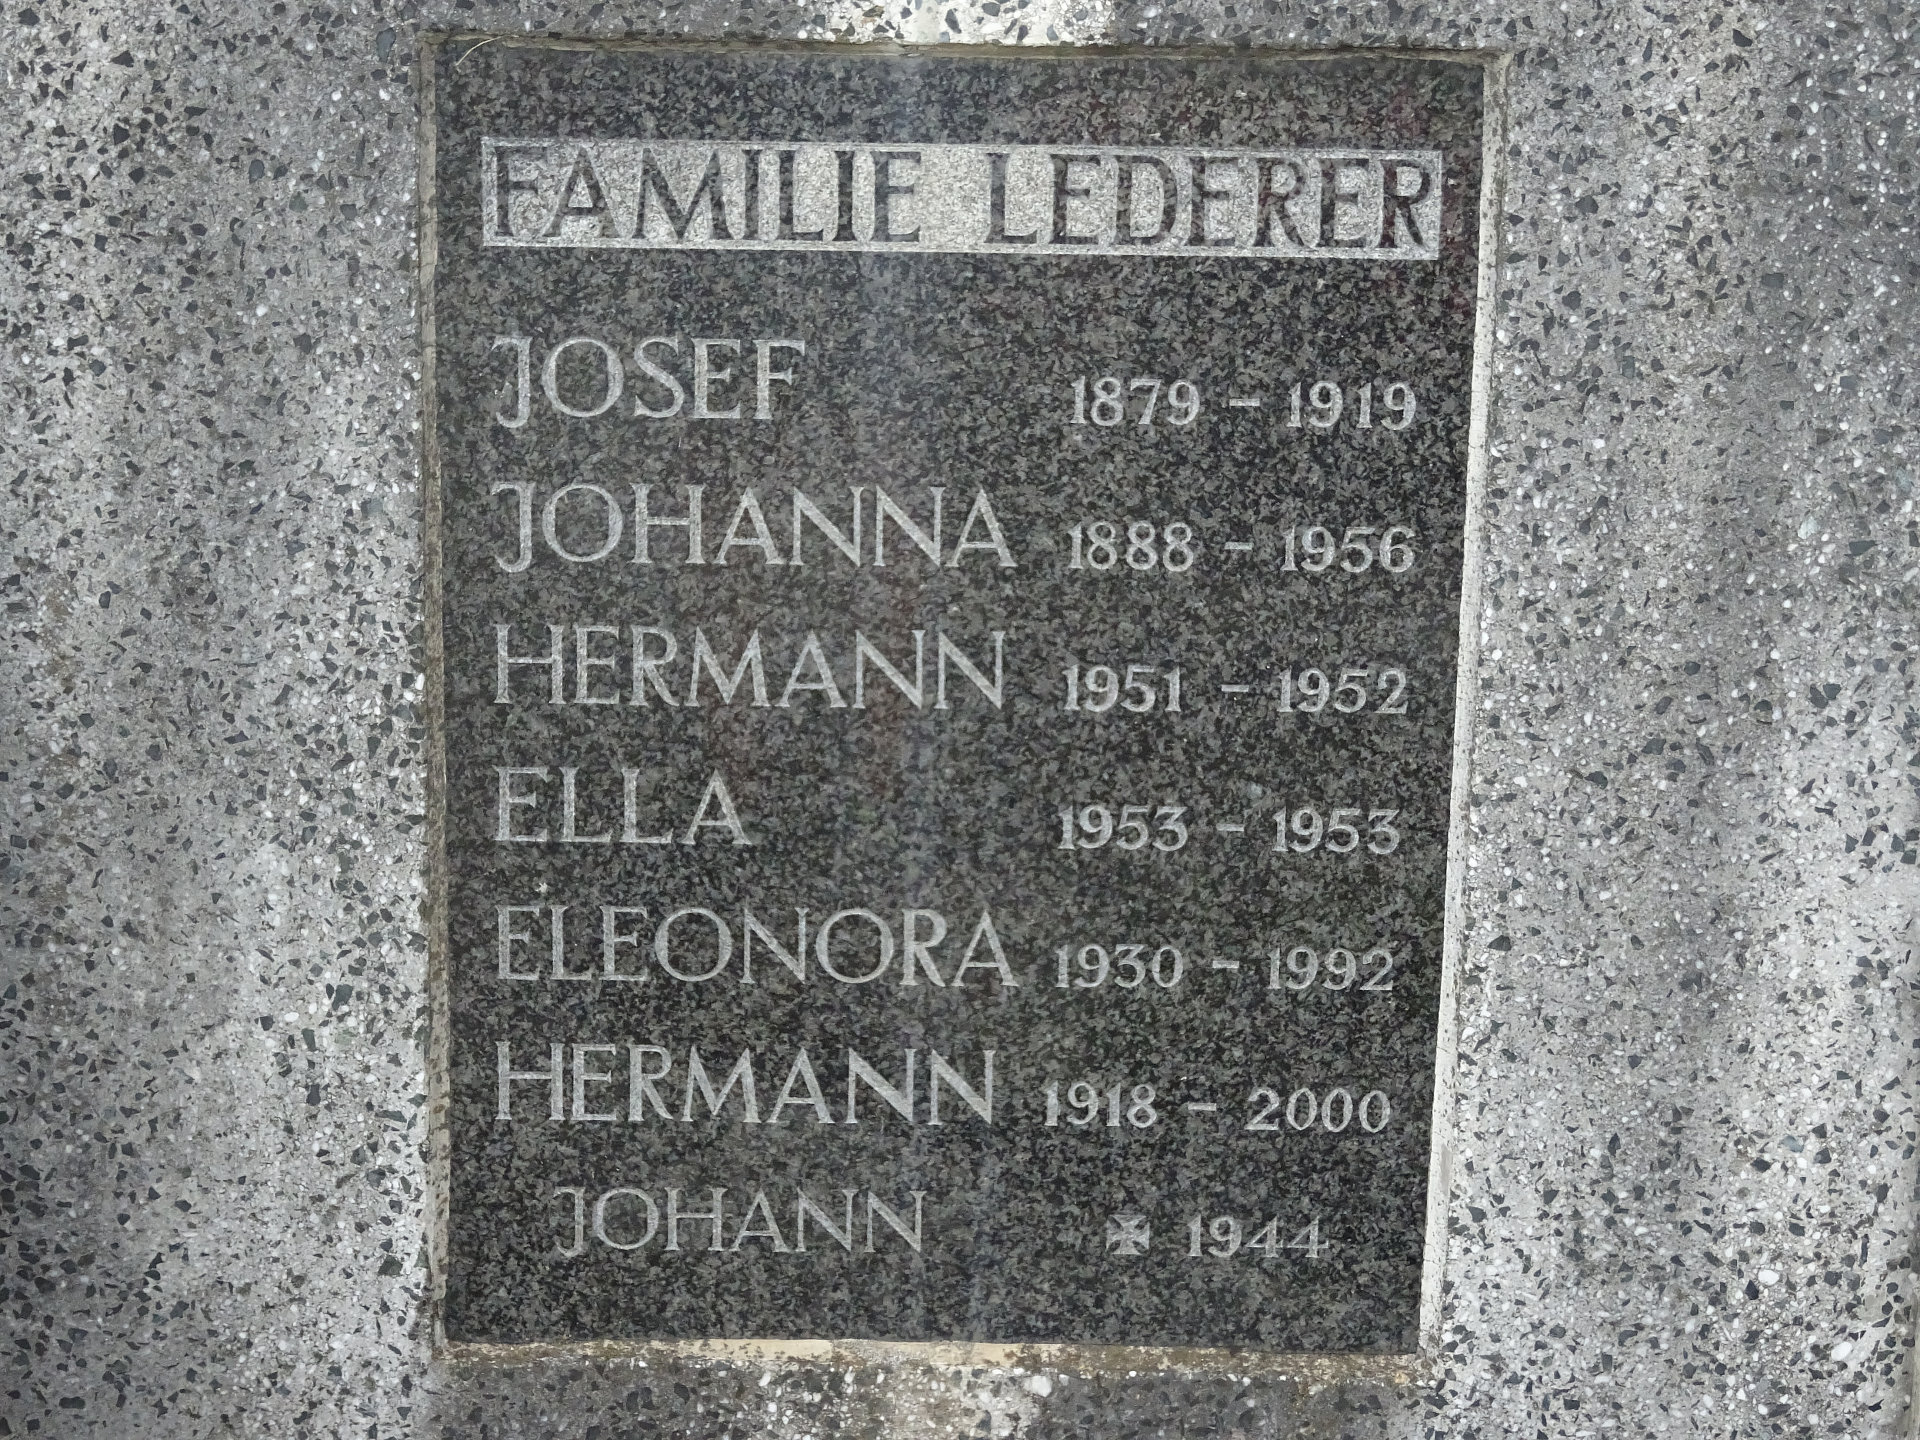 FAMILIE LEDERER
JOSEF 1879 - 1919
JOHANNA 1888 - 1956
HERMANN 1951 - 1952
ELLA 1953 - 1953
ELEONORA 1930 - 1992
HERMANN 1918 - 2000
JOHANN ✠ 1944